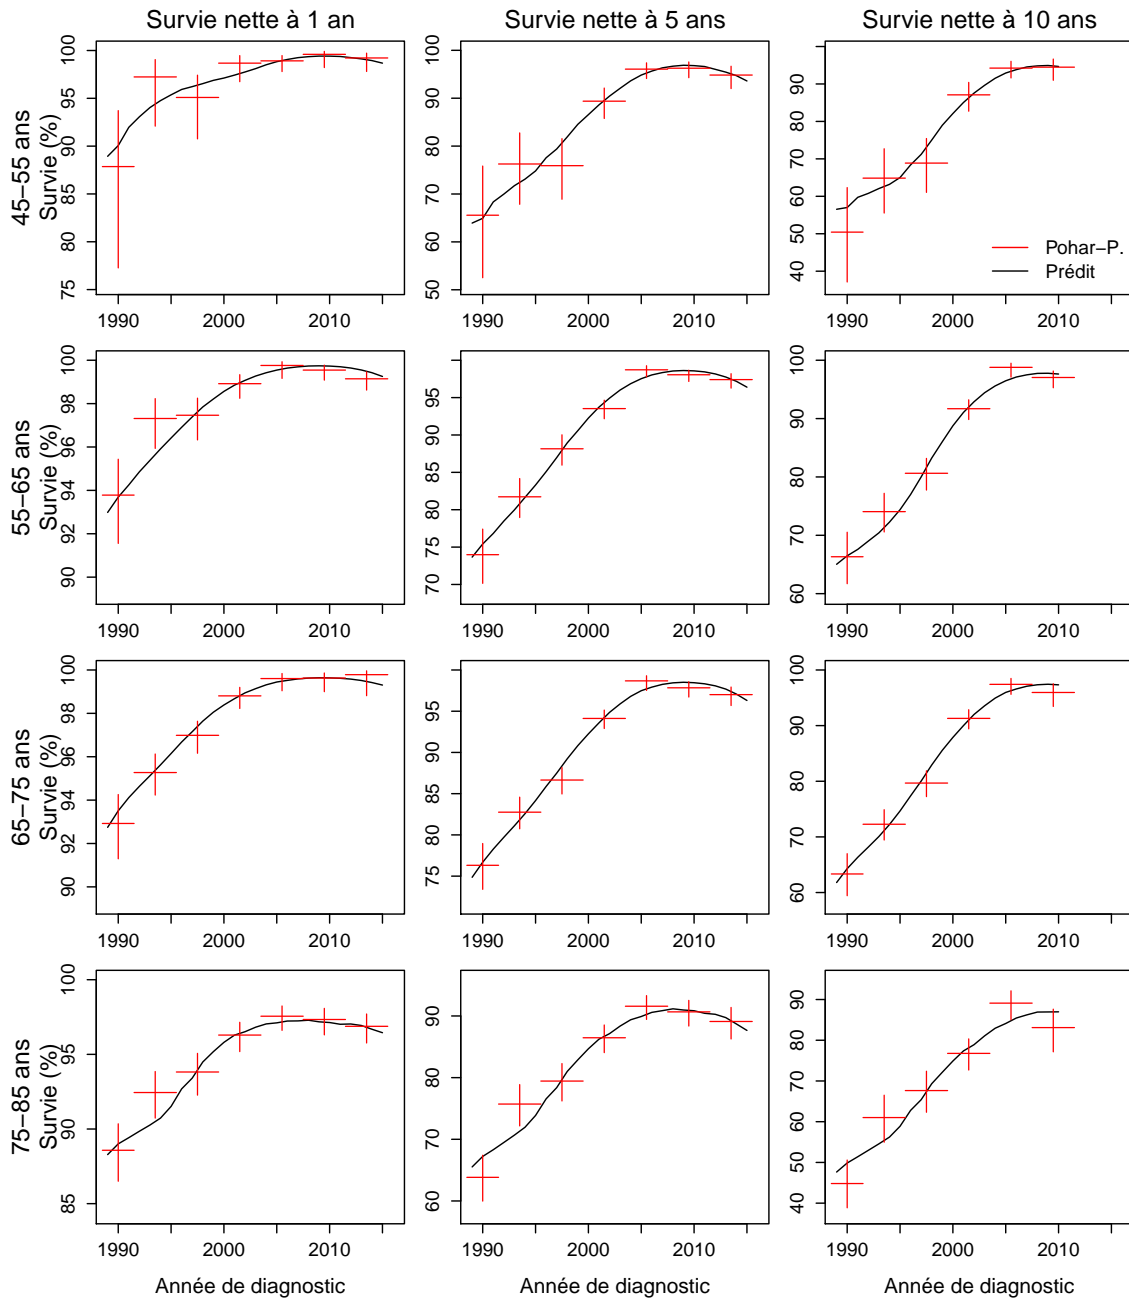 Survie nette à 1 an
Survie nette à 5 ans
Survie nette à 10 ans
45−55 ans
Survie (%)
75 80 85 90 95 100
1990 2000 2010
50 60 70 80 90 100
1990 2000 2010
40 50 60 70 80 90
1990 2000 2010
Pohar−P.
Prédit
55−65 ans
Survie (%)
90 92 94 96 98 100
1990 2000 2010
70 75 80 85 90 95
1990 2000 2010
60 70 80 90 100
1990 2000 2010
65−75 ans
Survie (%)
90 92 94 96 98 100
1990 2000 2010
75 80 85 90 95
1990 2000 2010
60 70 80 90 100
1990 2000 2010
75−85 ans
Survie (%)
85 90 95 100
1990 2000 2010
60 70 80 90
1990 2000 2010
40 50 60 70 80 90
1990 2000 2010
Année de diagnostic
Année de diagnostic
Année de diagnostic